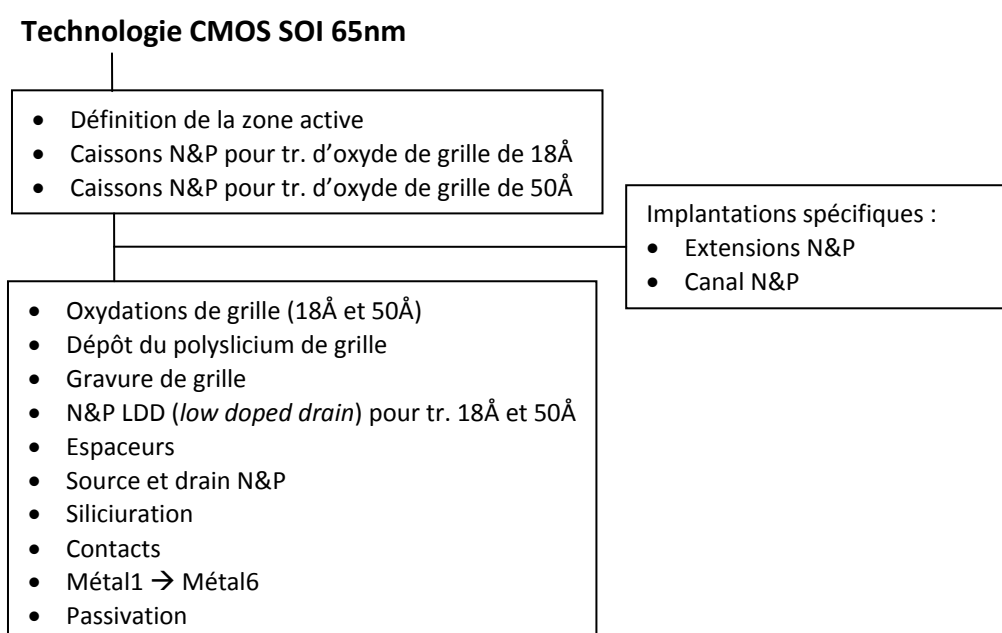 Technologie CMOS SOI 65nm
• Définition de la zone active
• Caissons N&P pour tr. d’oxyde de grille de 18Å
• Caissons N&P pour tr. d’oxyde de grille de 50Å
Implantations spécifiques :
• Extensions N&P
• Canal N&P
• Oxydations de grille (18Å et 50Å)
• Dépôt du polyslicium de grille
• Gravure de grille
• N&P LDD (low doped drain) pour tr. 18Å et 50Å
• Espaceurs
• Source et drain N&P
• Siliciuration
• Contacts
• Métal1 → Métal6
• Passivation